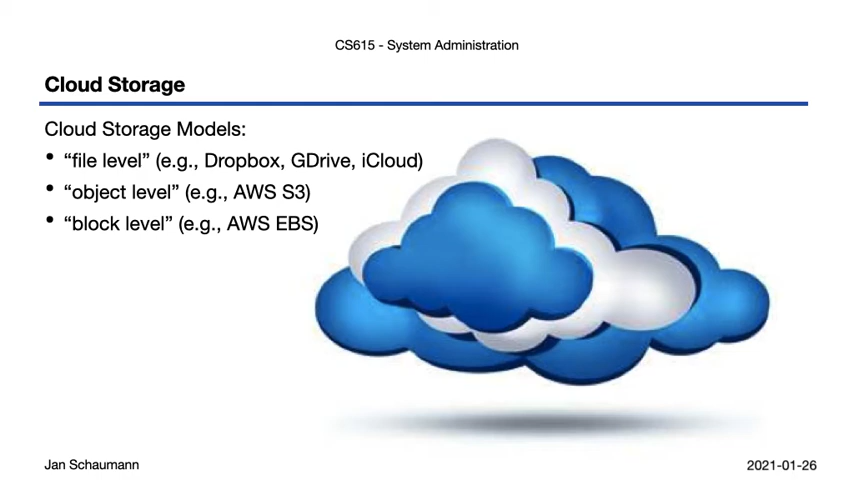 CS615 - System Administration
Cloud Storage
Cloud Storage Models:
• “file level” (e.g., Dropbox, GDrive, iCloud)
• “object level” (e.g., AWS S3)
• “block level” (e.g., AWS EBS)
Jan Schaumann
2021-01-26